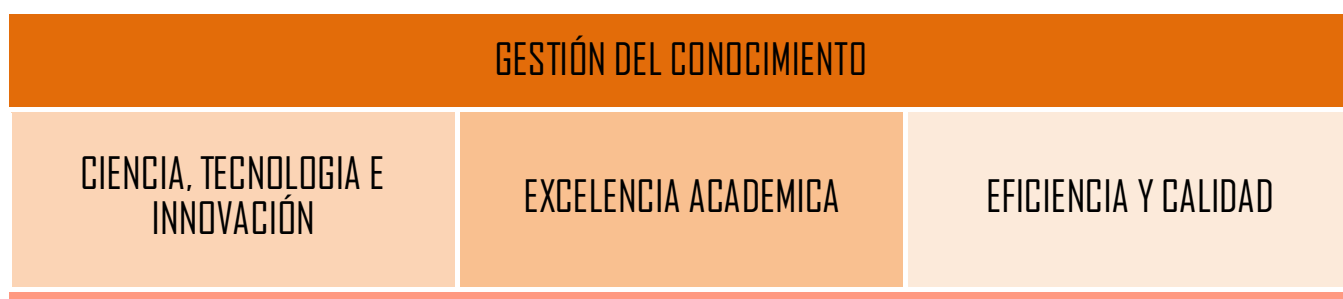 GESTIÓN DEL CONOCIMIENTO
CIENCIA, TECNOLOGIA E
INNOVACIÓN
EXCELENCIA ACADEMICA
EFICIENCIA Y CALIDAD